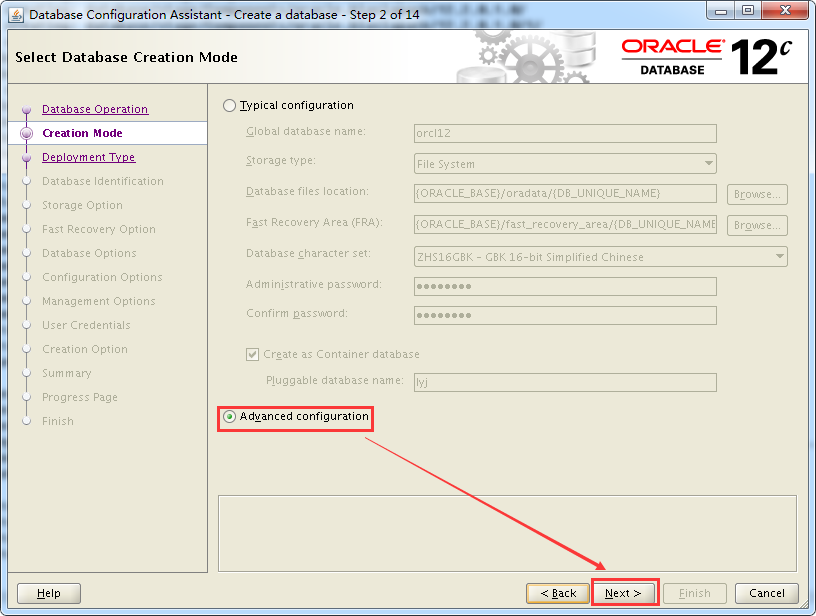 Database Configuration Assistant - Create a database - Step 2 of 14
Select Database Creation Mode
ORACLE
DATABASE
12c
Database Operation
Creation Mode
Deployment Type
Database Identification
Storage Option
Fast Recovery Option
Database Options
Configuration Options
Management Options
User Credentials
Creation Option
Summary
Progress Page
Finish
Typical configuration
Global database name: orcl12
Storage type: File System
Database files location: {ORACLE_BASE}/oradata/{DB_UNIQUE_NAME} Browse...
Fast Recovery Area (FRA): {ORACLE_BASE}/fast_recovery_area/{DB_UNIQUE_NAME Browse...
Database character set: ZHS16GBK - GBK 16-bit Simplified Chinese
Administrative password: ●●●●●●●●
Confirm password: ●●●●●●●●
Create as Container database
Pluggable database name: lyj
Advanced configuration
Help < Back Next > Finish Cancel